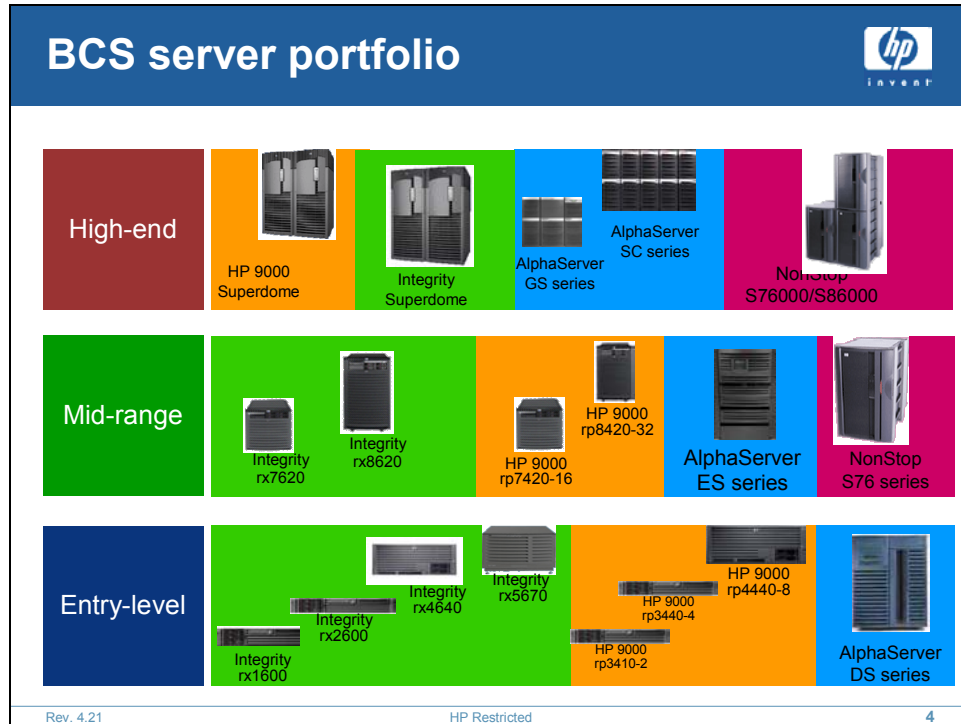 BCS server portfolio
hp
invent
High-end
HP 9000
Superdome
Integrity
Superdome
AlphaServer
GS series
AlphaServer
SC series
NonStop
S76000/S86000
Mid-range
Integrity
rx7620
Integrity
rx8620
HP 9000
rp7420-16
HP 9000
rp8420-32
AlphaServer
ES series
NonStop
S76 series
Entry-level
Integrity
rx1600
Integrity
rx2600
Integrity
rx4640
Integrity
rx5670
HP 9000
rp3410-2
HP 9000
rp3440-4
HP 9000
rp4440-8
AlphaServer
DS series
Rev. 4.21
HP Restricted
4